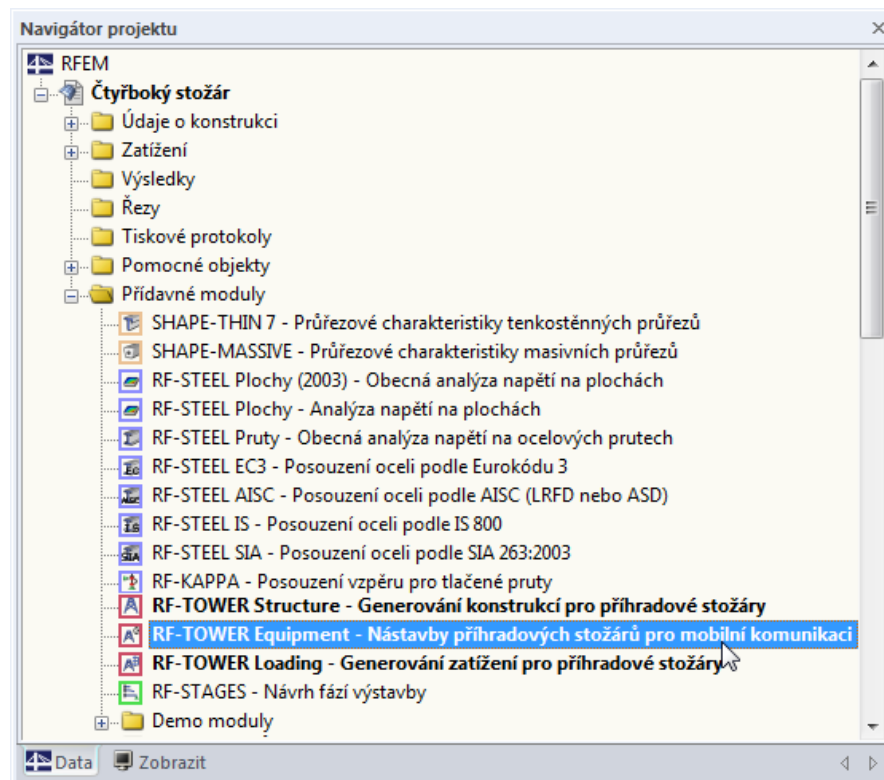 Navigátor projektu
RFEM
Čtyřboký stožár
Údaje o konstrukci
Zatížení
Výsledky
Řezy
Tiskové protokoly
Pomocné objekty
Přídavné moduly
SHAPE-THIN 7 - Průřezové charakteristiky tenkostěnných průřezů
SHAPE-MASSIVE - Průřezové charakteristiky masivních průřezů
RF-STEEL Plochy (2003) - Obecná analýza napětí na plochách
RF-STEEL Plochy - Analýza napětí na plochách
RF-STEEL Pruty - Obecná analýza napětí na ocelových prutech
RF-STEEL EC3 - Posouzení oceli podle Eurokódu 3
RF-STEEL AISC - Posouzení oceli podle AISC (LRFD nebo ASD)
RF-STEEL IS - Posouzení oceli podle IS 800
RF-STEEL SIA - Posouzení oceli podle SIA 263:2003
RF-KAPPA - Posouzení vzpěru pro tlačené pruty
RF-TOWER Structure - Generování konstrukcí pro příhradové stožáry
RF-TOWER Equipment - Nástavby příhradových stožárů pro mobilní komunikaci
RF-TOWER Loading - Generování zatížení pro příhradové stožáry
RF-STAGES - Návrh fází výstavby
Demo moduly
Data Zobrazit